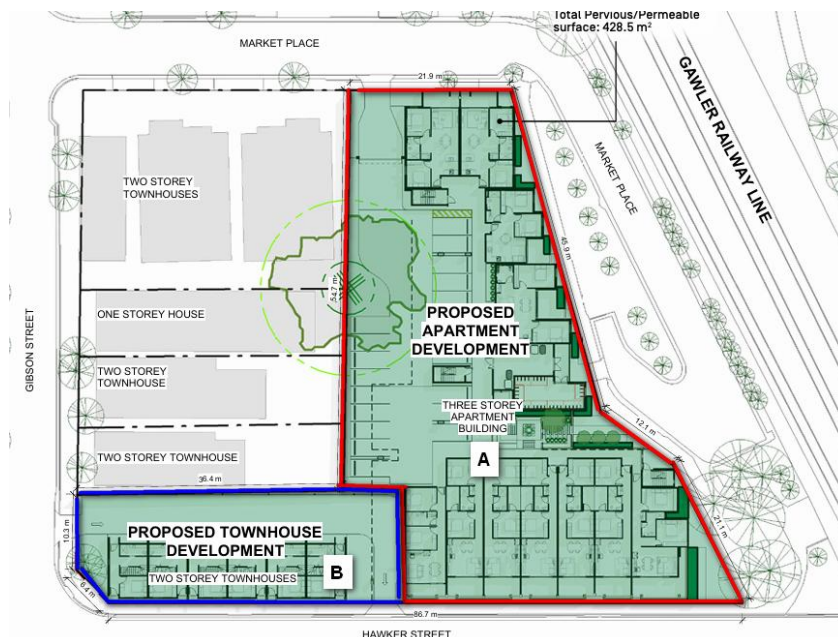 Total Pervious/Permeable
surface: 428.5 m²
MARKET PLACE
21.9 m
GAWLER RAILWAY LINE
MARKET PLACE
TWO STOREY
TOWNHOUSES
45.9 m
54.7 m
ONE STOREY HOUSE
PROPOSED
APARTMENT
DEVELOPMENT
GIBSON STREET
TWO STOREY
TOWNHOUSE
THREE STOREY
APARTMENT
BUILDING
12.1 m
TWO STOREY TOWNHOUSE
A
36.4 m
21.1 m
10.3 m
PROPOSED TOWNHOUSE
DEVELOPMENT
TWO STOREY TOWNHOUSES
B
6.4 m
86.7 m
HAWKER STREET